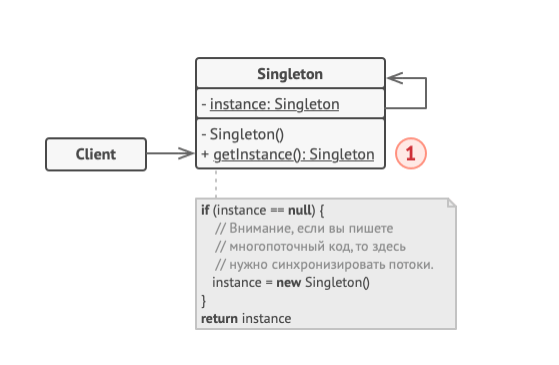 Singleton
- instance: Singleton
- Singleton()
+ getInstance(): Singleton
Client
1
if (instance == null) {
// Внимание, если вы пишете
// многопоточный код, то здесь
// нужно синхронизировать потоки.
instance = new Singleton()
}
return instance